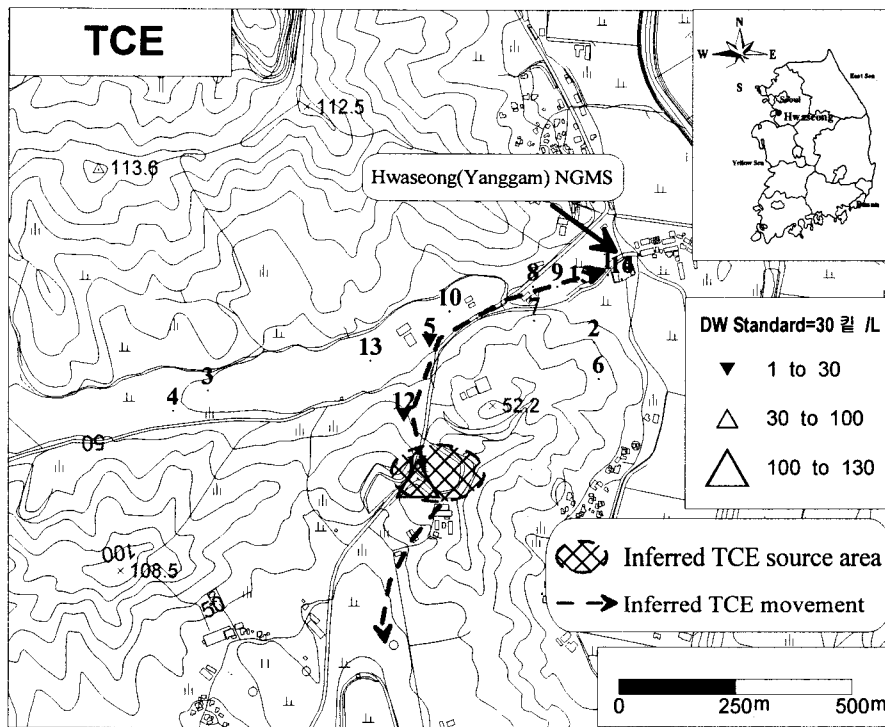 TCE
N
W E
S
East Sea
Seoul
Hwaseong
Yellow Sea
112.5
113.6
Hwaseong(Yanggam) NGMS
8 9 15
10
7
5
2
13
6
3
4
12
52.2
50
100
108.5
50
DW Standard=30 킽 /L
1 to 30
30 to 100
100 to 130
Inferred TCE source area
Inferred TCE movement
0 250m 500m